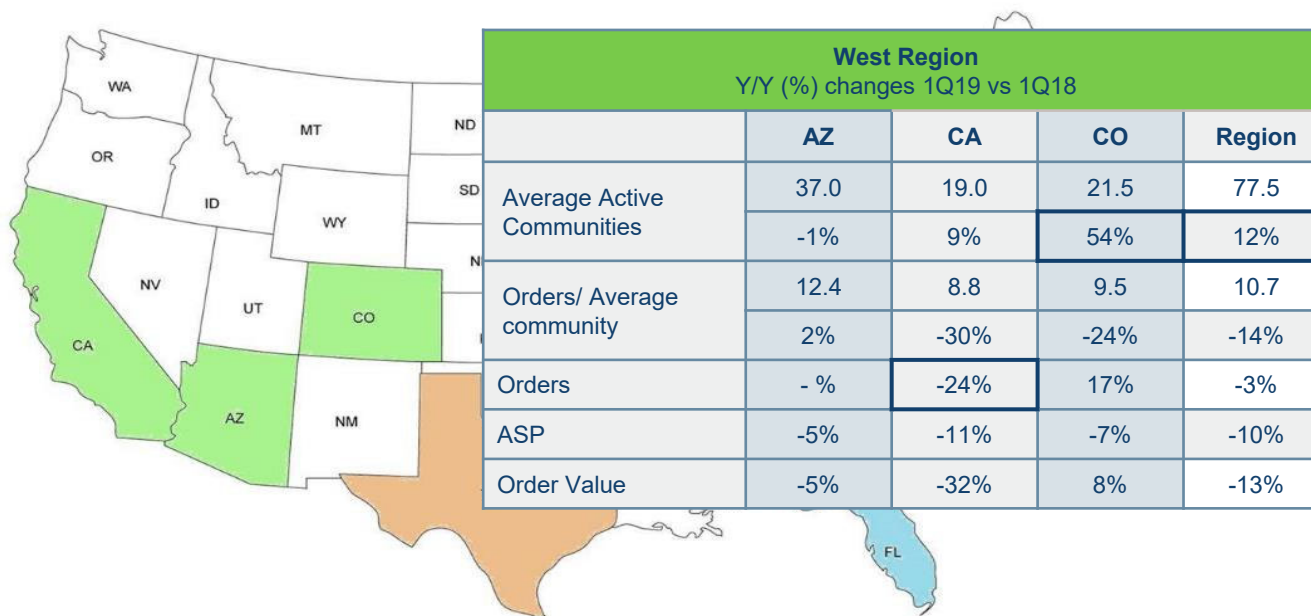 West Region
Y/Y (%) changes 1Q19 vs 1Q18
AZ CA CO Region
Average Active Communities 37.0 19.0 21.5 77.5
-1% 9% 54% 12%
Orders/ Average community 12.4 8.8 9.5 10.7
2% -30% -24% -14%
Orders - % -24% 17% -3%
ASP -5% -11% -7% -10%
Order Value -5% -32% 8% -13%
WA
MT
ND
OR
ID
SD
WY
NV
UT
CO
CA
AZ
NM
FL